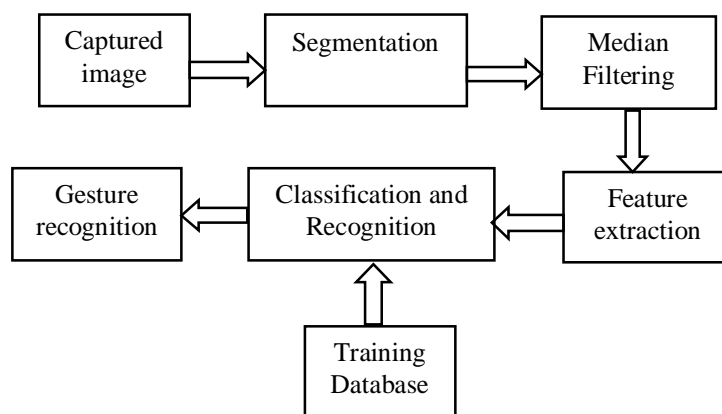 Captured
image
Segmentation
Median
Filtering
Gesture
recognition
Classification and
Recognition
Feature
extraction
Training
Database